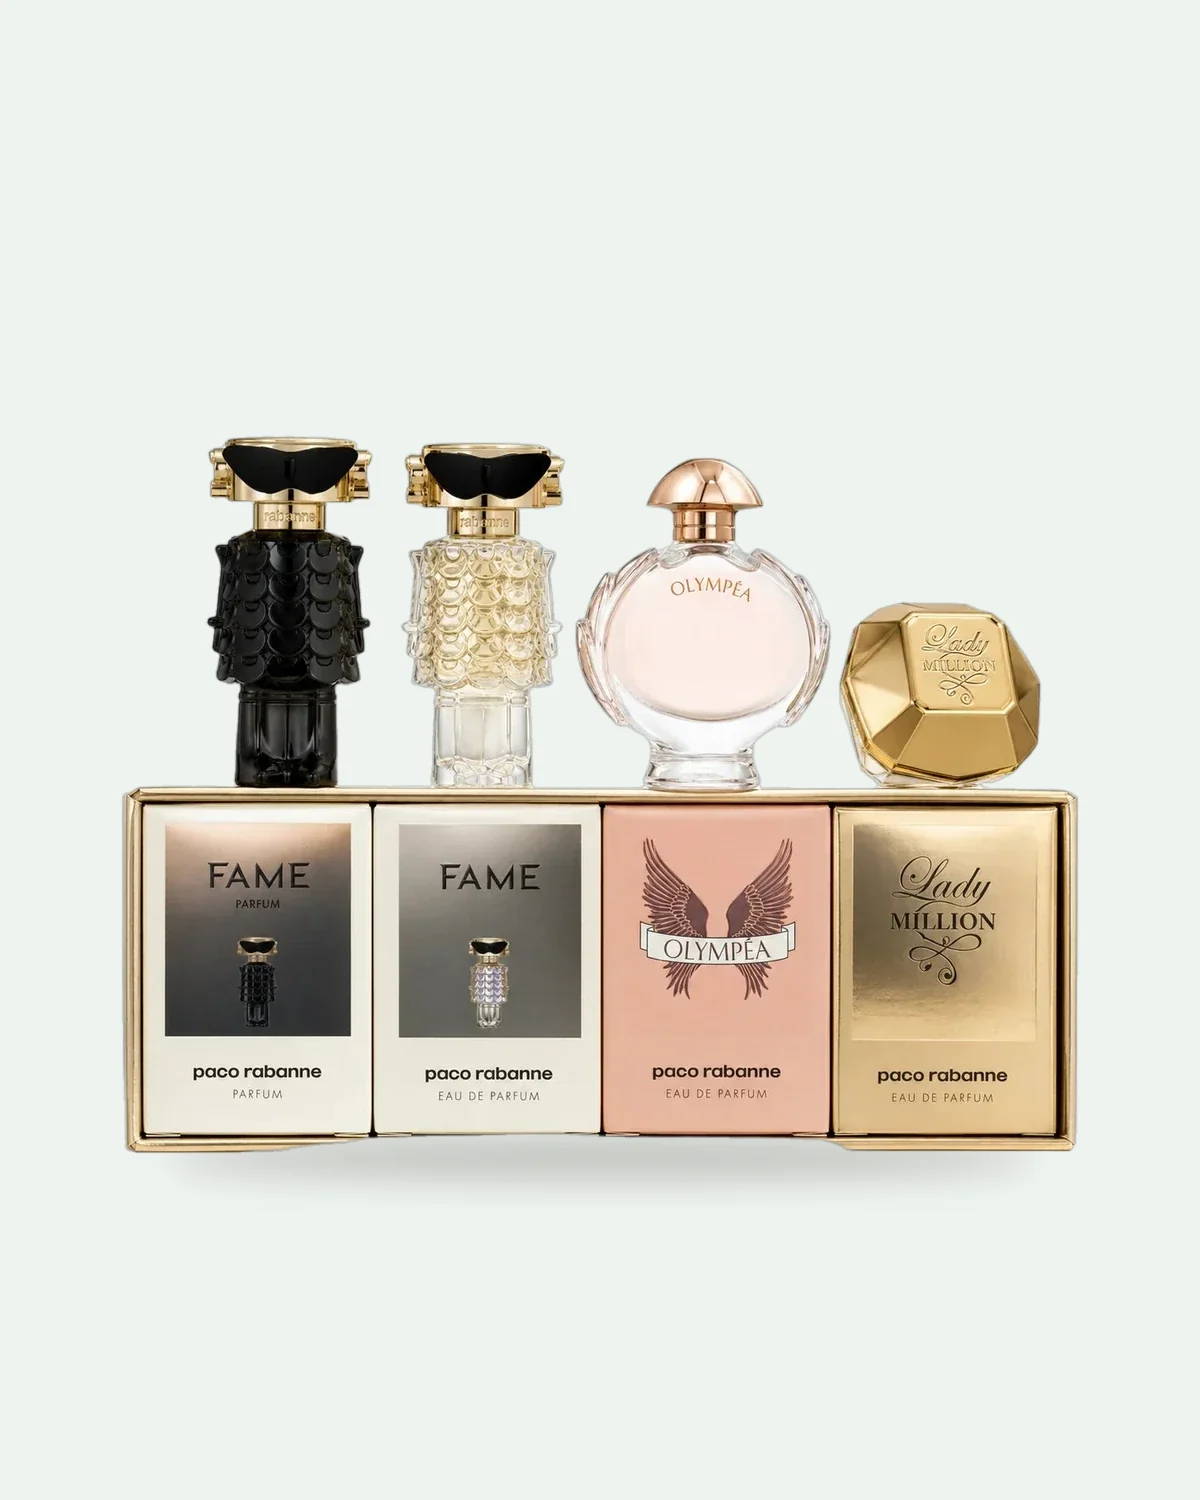 rabanne
rabanne
OLYMPÉA
Lady
MILLION
FAME
PARFUM
paco rabanne
PARFUM
FAME
paco rabanne
EAU DE PARFUM
OLYMPÉA
paco rabanne
EAU DE PARFUM
Lady
MÍLLION
paco rabanne
EAU DE PARFUM